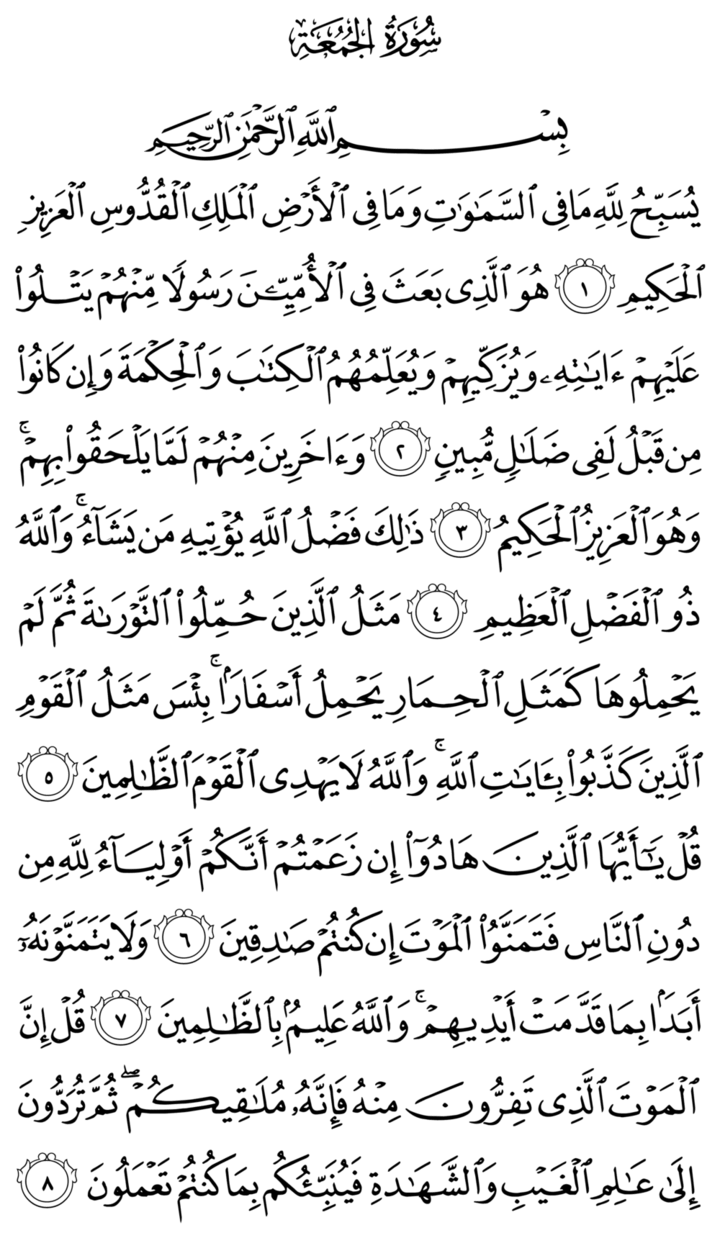 سُورَةُ الجُمُعَةِ
بِسْمِ ٱللَّهِ ٱلرَّحْمَٰنِ ٱلرَّحِيمِ
يُسَبِّحُ لِلَّهِ مَا فِى ٱلسَّمَٰوَٰتِ وَمَا فِى ٱلْأَرْضِ ٱلْمَلِكِ ٱلْقُدُّوسِ ٱلْعَزِيزِ
ٱلْحَكِيمِ ١ هُوَ ٱلَّذِى بَعَثَ فِى ٱلْأُمِّيِّـۧنَ رَسُولًا مِّنْهُمْ يَتْلُوا۟
عَلَيْهِمْ ءَايَٰتِهِۦ وَيُزَكِّيهِمْ وَيُعَلِّمُهُمُ ٱلْكِتَٰبَ وَٱلْحِكْمَةَ وَإِن كَانُوا۟
مِن قَبْلُ لَفِى ضَلَٰلٍ مُّبِينٍ ٢ وَءَاخَرِينَ مِنْهُمْ لَمَّا يَلْحَقُوا۟ بِهِمْ ۚ
وَهُوَ ٱلْعَزِيزُ ٱلْحَكِيمُ ٣ ذَٰلِكَ فَضْلُ ٱللَّهِ يُؤْتِيهِ مَن يَشَآءُ ۚ وَٱللَّهُ
ذُو ٱلْفَضْلِ ٱلْعَظِيمِ ٤ مَثَلُ ٱلَّذِينَ حُمِّلُوا۟ ٱلتَّوْرَىٰةَ ثُمَّ لَمْ
يَحْمِلُوهَا كَمَثَلِ ٱلْحِمَارِ يَحْمِلُ أَسْفَارًۢا ۚ بِئْسَ مَثَلُ ٱلْقَوْمِ
ٱلَّذِينَ كَذَّبُوا۟ بِـَٔايَٰتِ ٱللَّهِ ۚ وَٱللَّهُ لَا يَهْدِى ٱلْقَوْمَ ٱلظَّٰلِمِينَ ٥
قُلْ يَٰٓأَيُّهَا ٱلَّذِينَ هَادُوٓا۟ إِن زَعَمْتُمْ أَنَّكُمْ أَوْلِيَآءُ لِلَّهِ مِن
دُونِ ٱلنَّاسِ فَتَمَنَّوُا۟ ٱلْمَوْتَ إِن كُنتُمْ صَٰدِقِينَ ٦ وَلَا يَتَمَنَّوْنَهُۥٓ
أَبَدًۢا بِمَا قَدَّمَتْ أَيْدِيهِمْ ۚ وَٱللَّهُ عَلِيمٌۢ بِٱلظَّٰلِمِينَ ٧ قُلْ إِنَّ
ٱلْمَوْتَ ٱلَّذِى تَفِرُّونَ مِنْهُ فَإِنَّهُۥ مُلَٰقِيكُمْ ۖ ثُمَّ تُرَدُّونَ
إِلَىٰ عَٰلِمِ ٱلْغَيْبِ وَٱلشَّهَٰدَةِ فَيُنَبِّئُكُم بِمَا كُنتُمْ تَعْمَلُونَ ٨